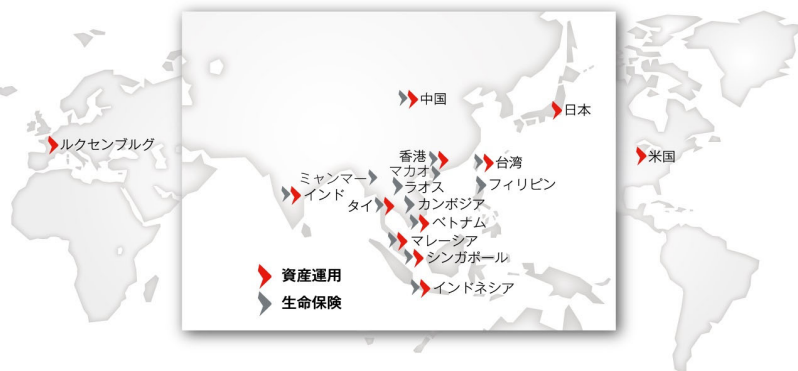 中国
日本
ルクセンブルグ
香港
台湾
米国
マカオ
ミャンマー
ラオス
フィリピン
インド
タイ
カンボジア
ベトナム
マレーシア
シンガポール
資産運用
インドネシア
生命保険